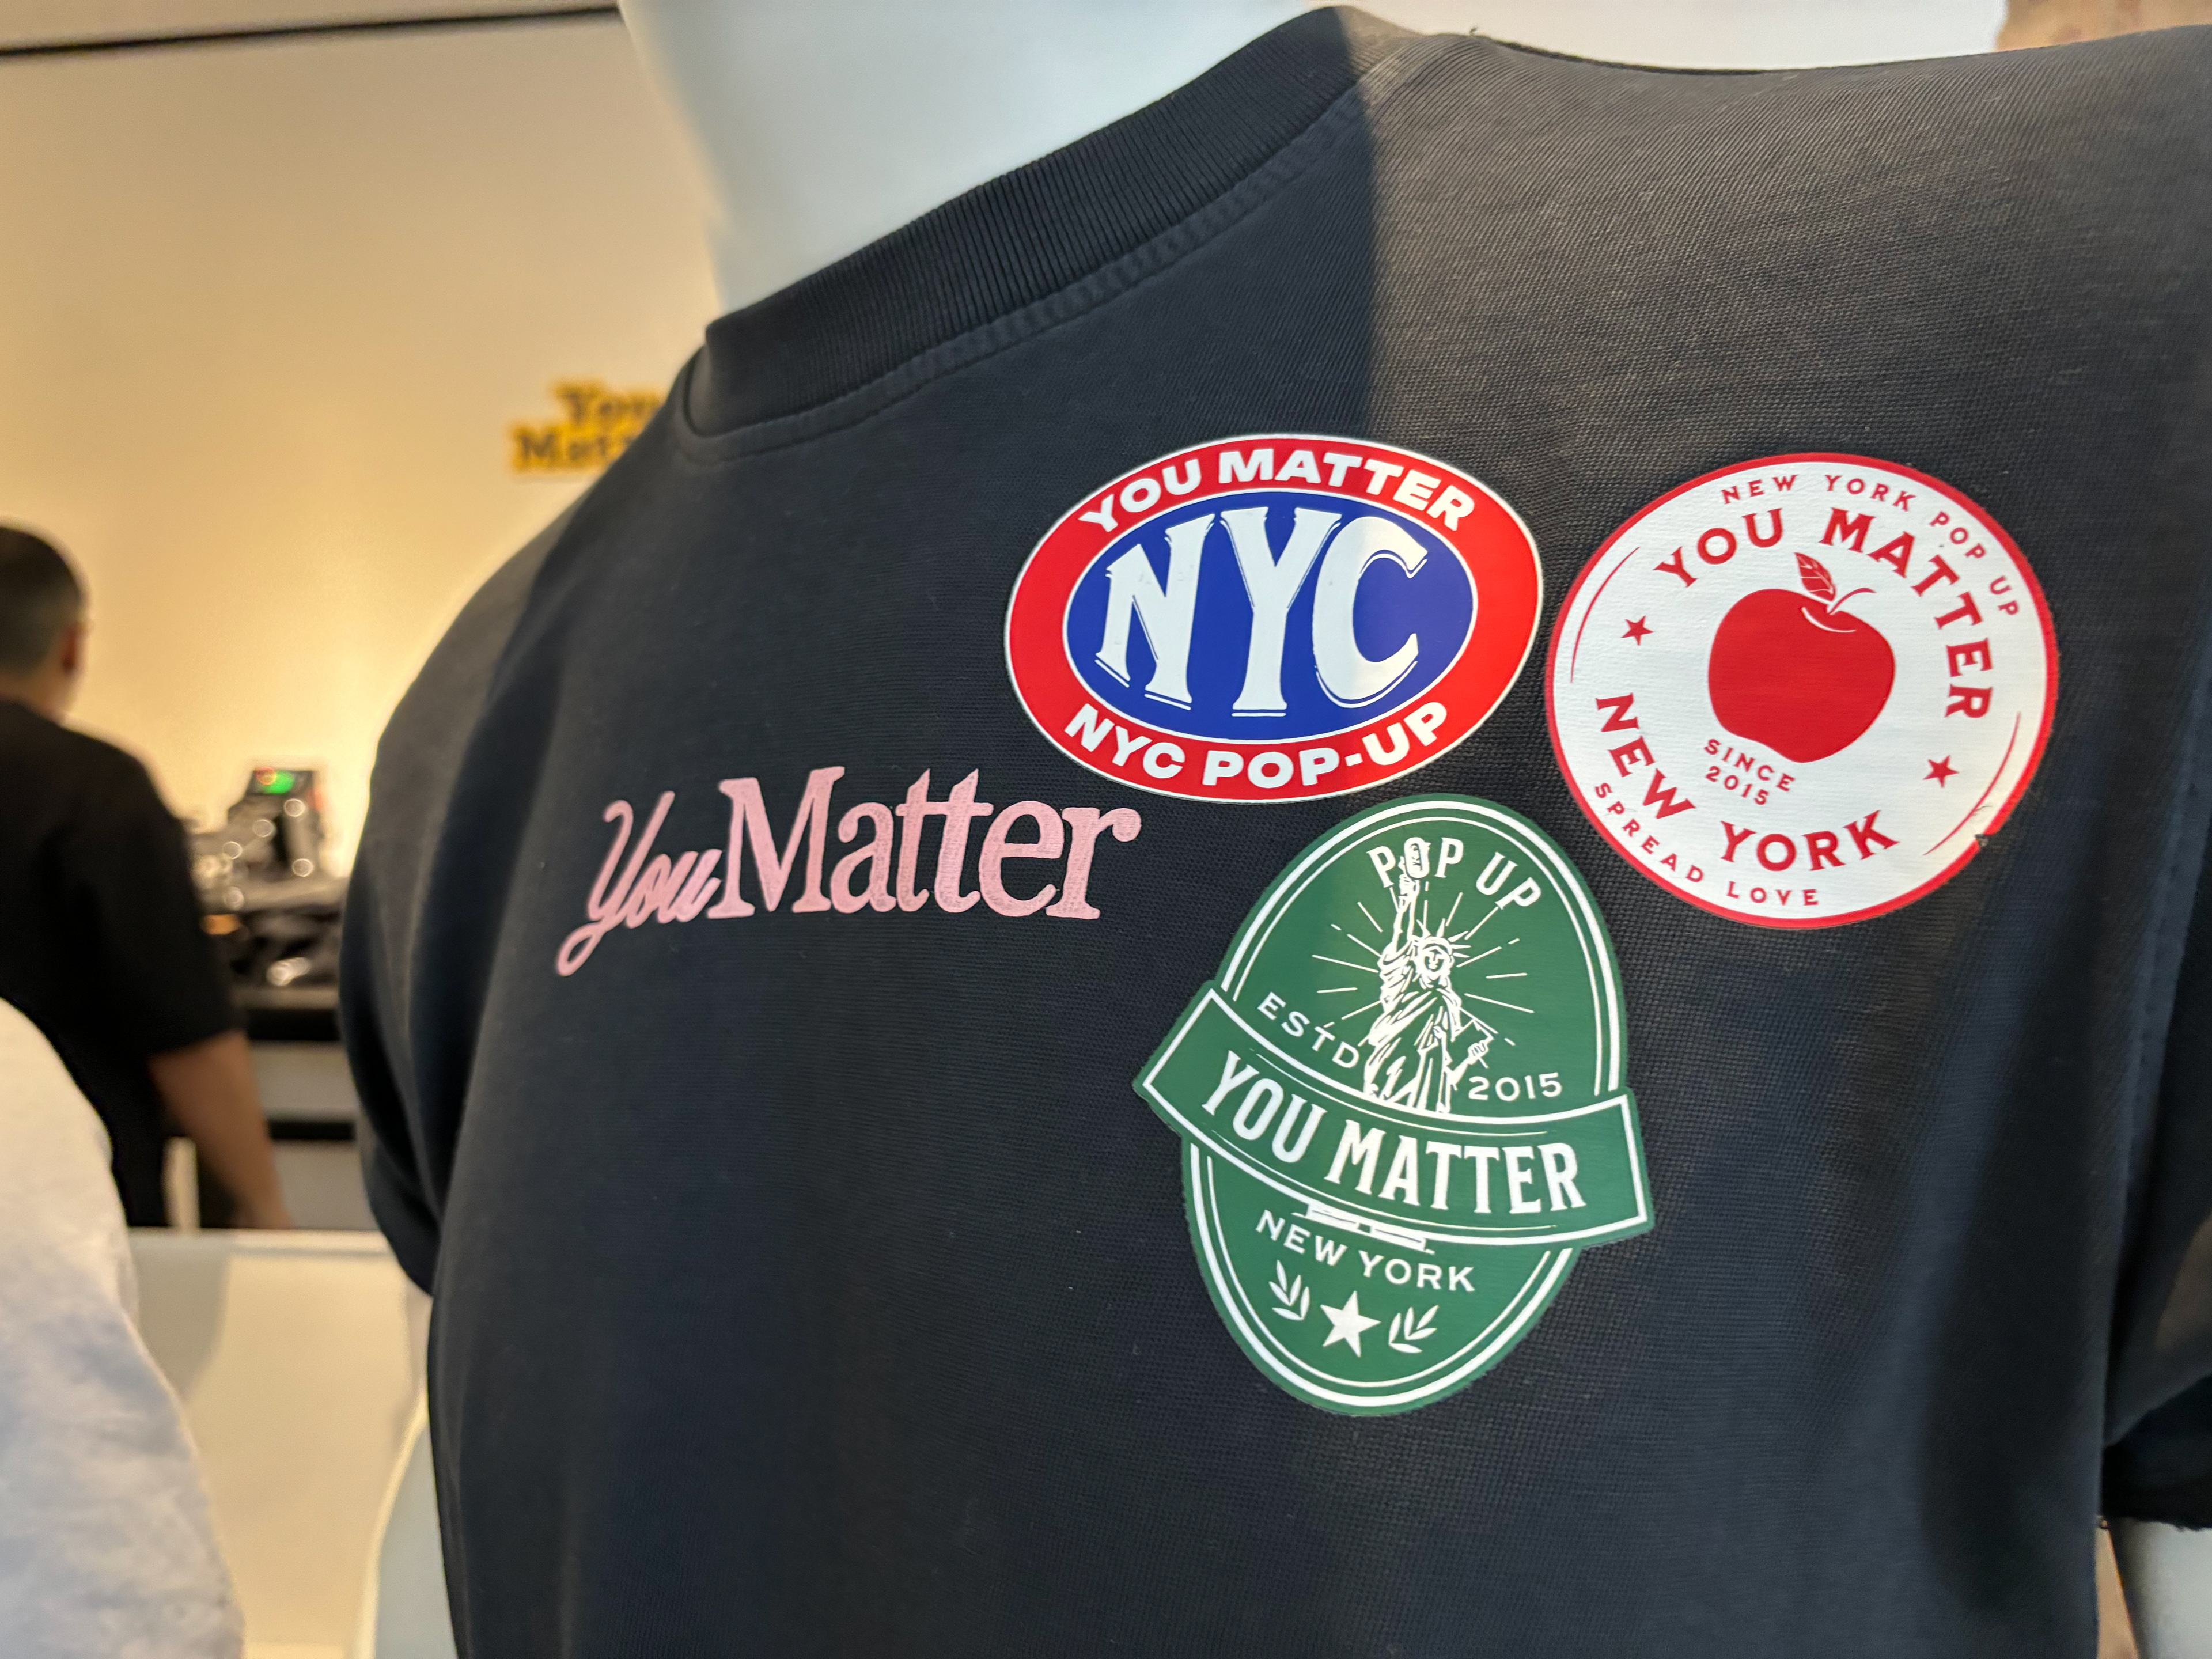 You
YOU MATTER
NYC
NYC POP-UP
NEW YORK POP UP
YOU MATTER
SINCE
2015
NEW YORK
SPREAD LOVE
YouMatter
POP UP
ESTD 2015
YOU MATTER
NEW YORK